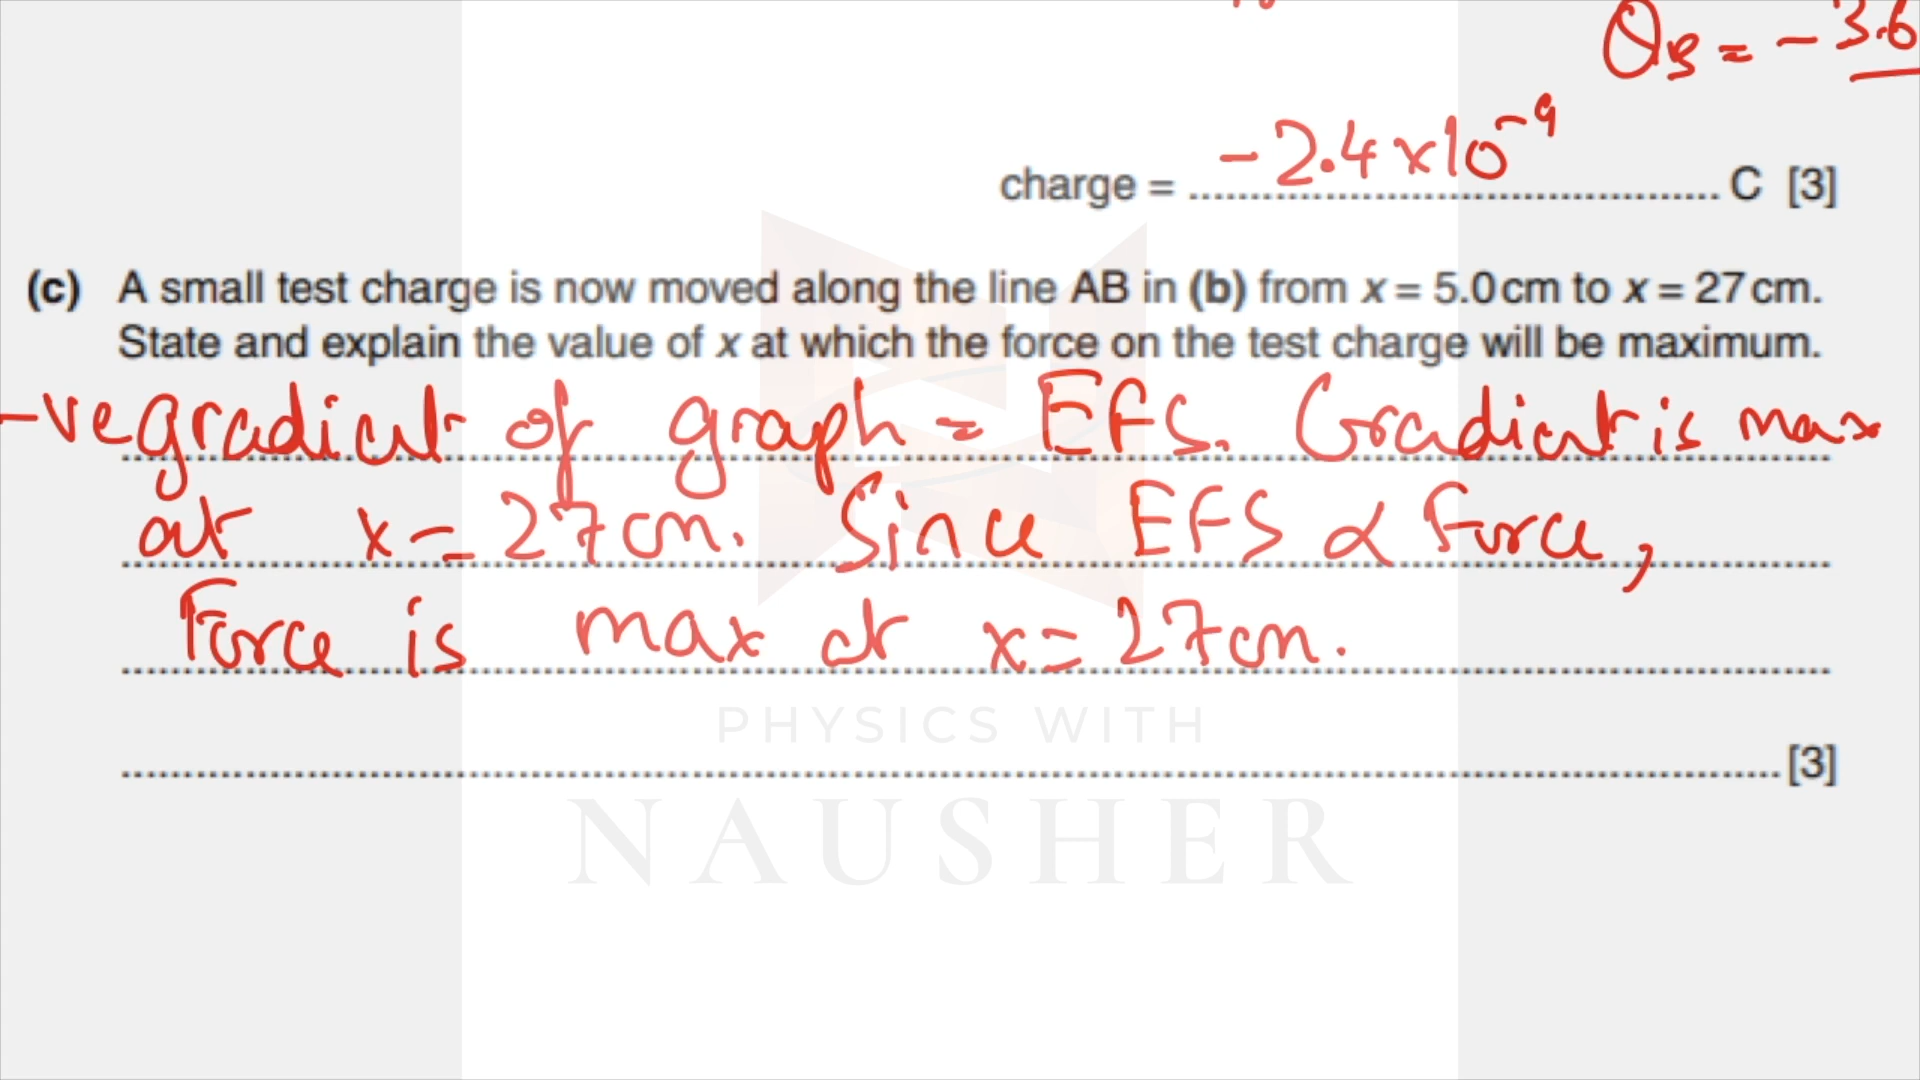 Q_B = - 3.6
charge = - 2.4 x 10^-9 C [3]
(c) A small test charge is now moved along the line AB in (b) from x = 5.0 cm to x = 27 cm.
State and explain the value of x at which the force on the test charge will be maximum.
-ve gradient of graph = EFS. Gradient is max
at x = 27 cm. Since EFS ∝ Force,
Force is max at x = 27 cm.
[3]
PHYSICS WITH
NAUSHER